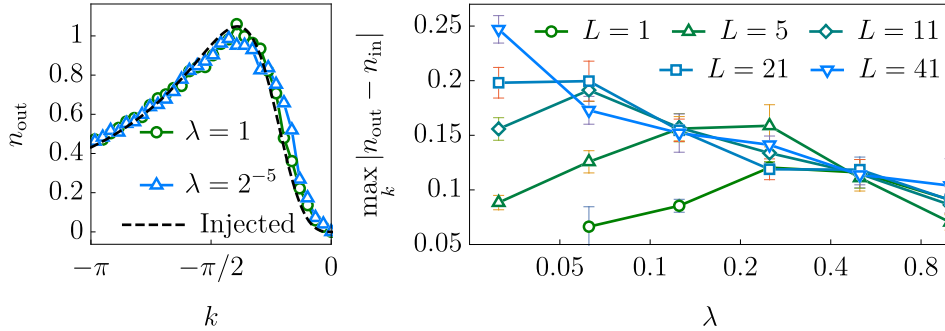 n_out
1
0.8
0.6
0.4
0.2
0
λ = 1
λ = 2^{-5}
Injected
−π
−π/2
0
k
max_k |n_out − n_in|
0.25
0.2
0.15
0.1
0.05
L = 1
L = 5
L = 11
L = 21
L = 41
0.05
0.1
0.2
0.4
0.8
λ